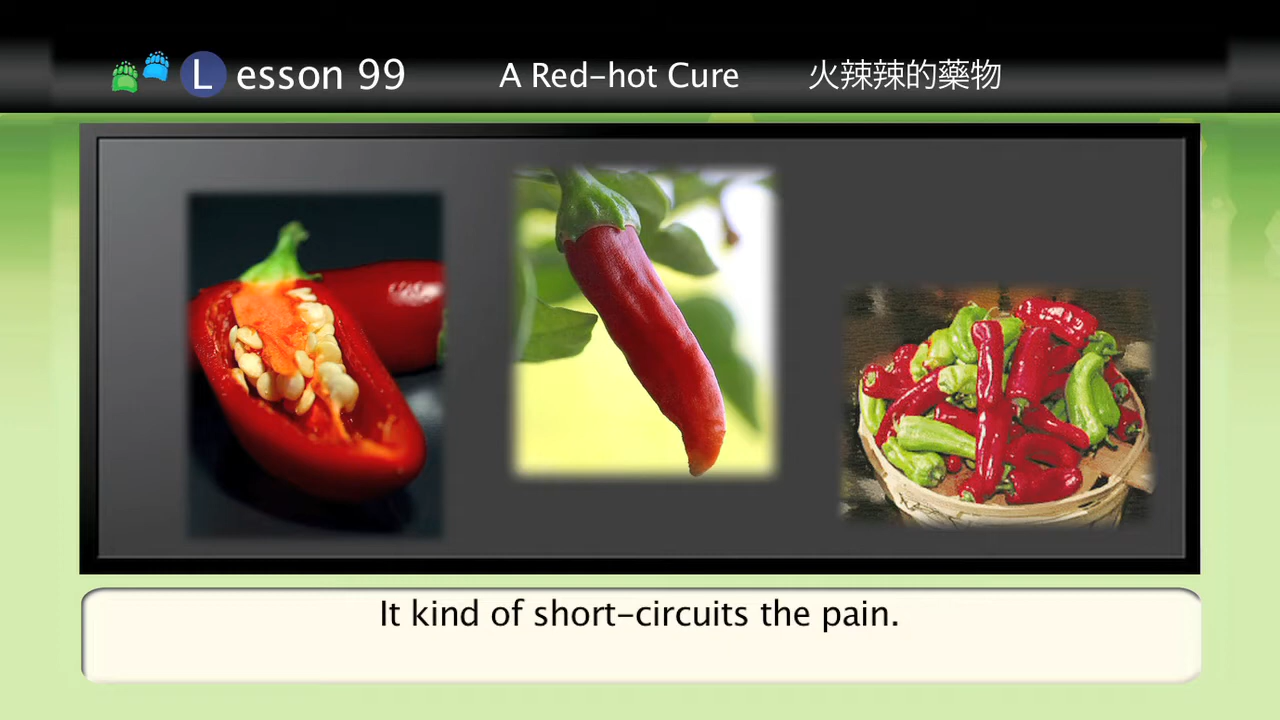 Lesson 99 A Red-hot Cure 火辣辣的藥物
It kind of short-circuits the pain.